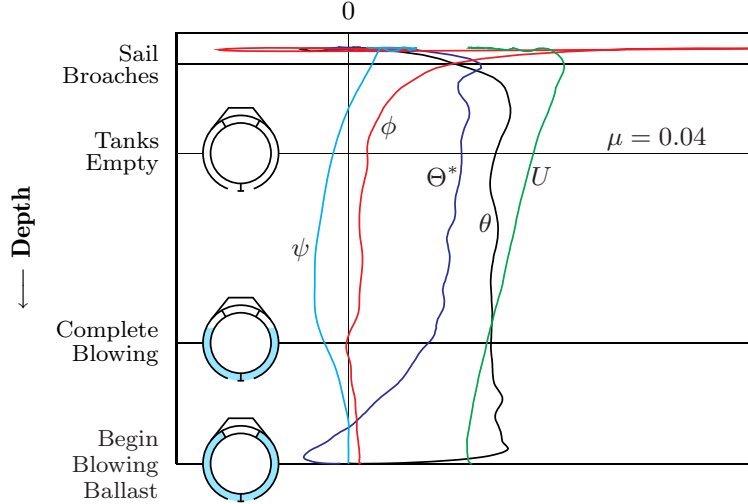 0
Sail
Broaches
ϕ
Tanks
Empty
μ = 0.04
Θ*
U
θ
ψ
← Depth
Complete
Blowing
Begin
Blowing
Ballast